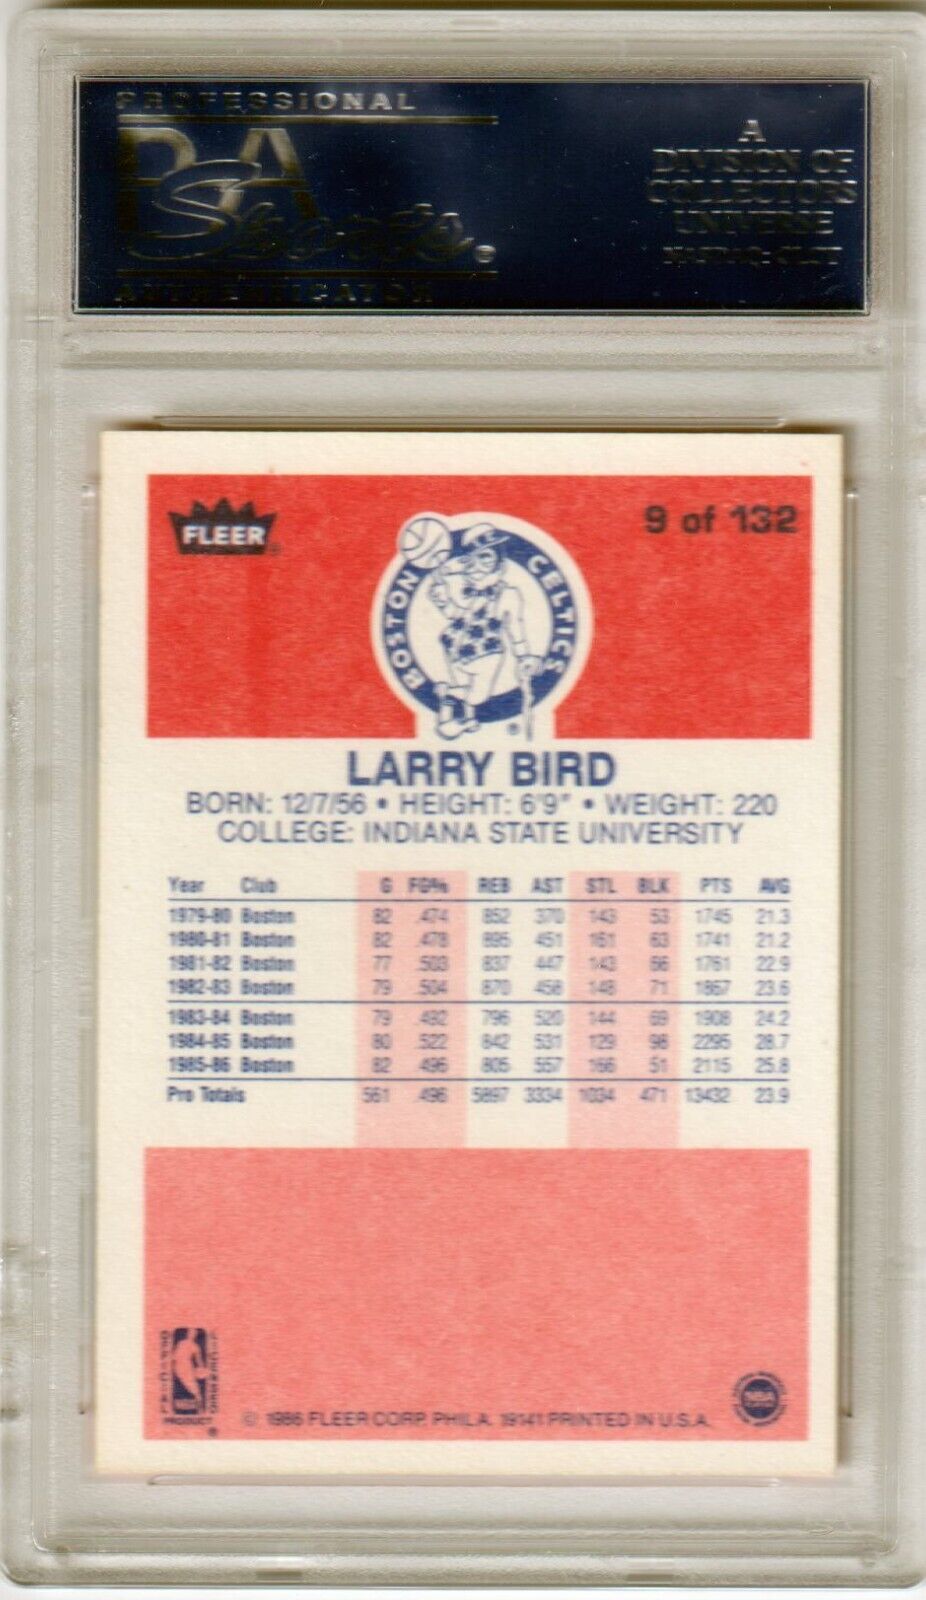 PROFESSIONAL
PSA
Sports
AUTHENTICATOR
A
DIVISION OF
COLLECTORS
UNIVERSE
NASDAQ: CLCT
FLEER
9 of 132
BOSTON CELTICS
LARRY BIRD
BORN: 12/7/56 • HEIGHT: 6'9" • WEIGHT: 220
COLLEGE: INDIANA STATE UNIVERSITY
Year Club G FG% REB AST STL BLK PTS AVG
1979-80 Boston 82 .474 852 370 143 53 1745 21.3
1980-81 Boston 82 .478 895 451 161 63 1741 21.2
1981-82 Boston 77 .503 837 447 143 66 1761 22.9
1982-83 Boston 79 .504 870 458 148 71 1867 23.6
1983-84 Boston 79 .492 796 520 144 69 1908 24.2
1984-85 Boston 80 .522 842 531 129 98 2295 28.7
1985-86 Boston 82 .496 805 557 166 51 2115 25.8
Pro Totals 561 .496 5897 3334 1034 471 13432 23.9
PRODUCT
© 1986 FLEER CORP. PHILA. 19141 PRINTED IN U.S.A.